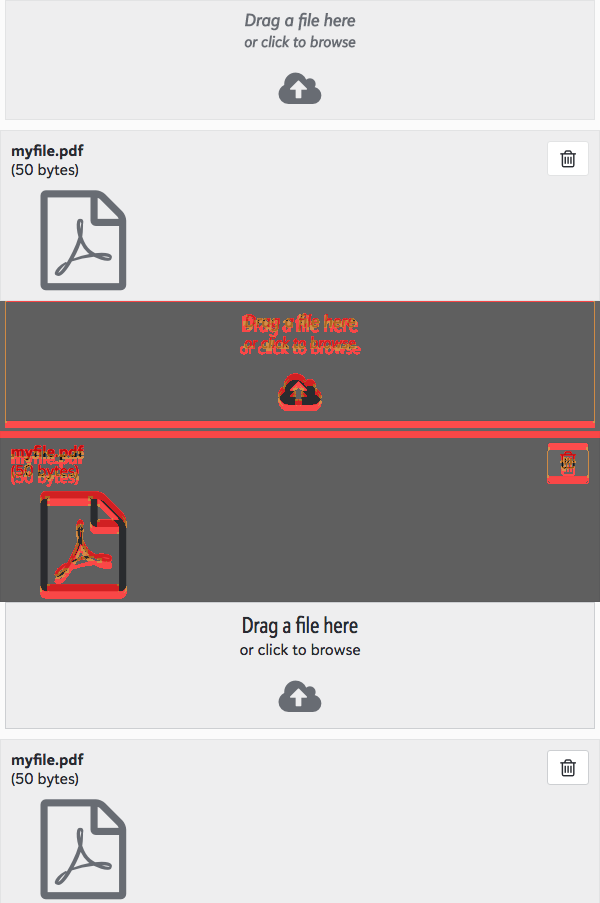 Drag a file here
or click to browse
myfile.pdf
(50 bytes)
Drag a file here
or click to browse
myfile.pdf
(50 bytes)
Drag a file here
or click to browse
myfile.pdf
(50 bytes)